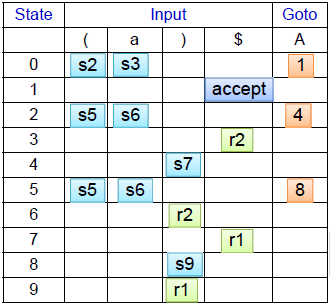 State Input Goto
( a ) $ A
0 s2 s3 1
1 accept
2 s5 s6 4
3 r2
4 s7
5 s5 s6 8
6 r2
7 r1
8 s9
9 r1